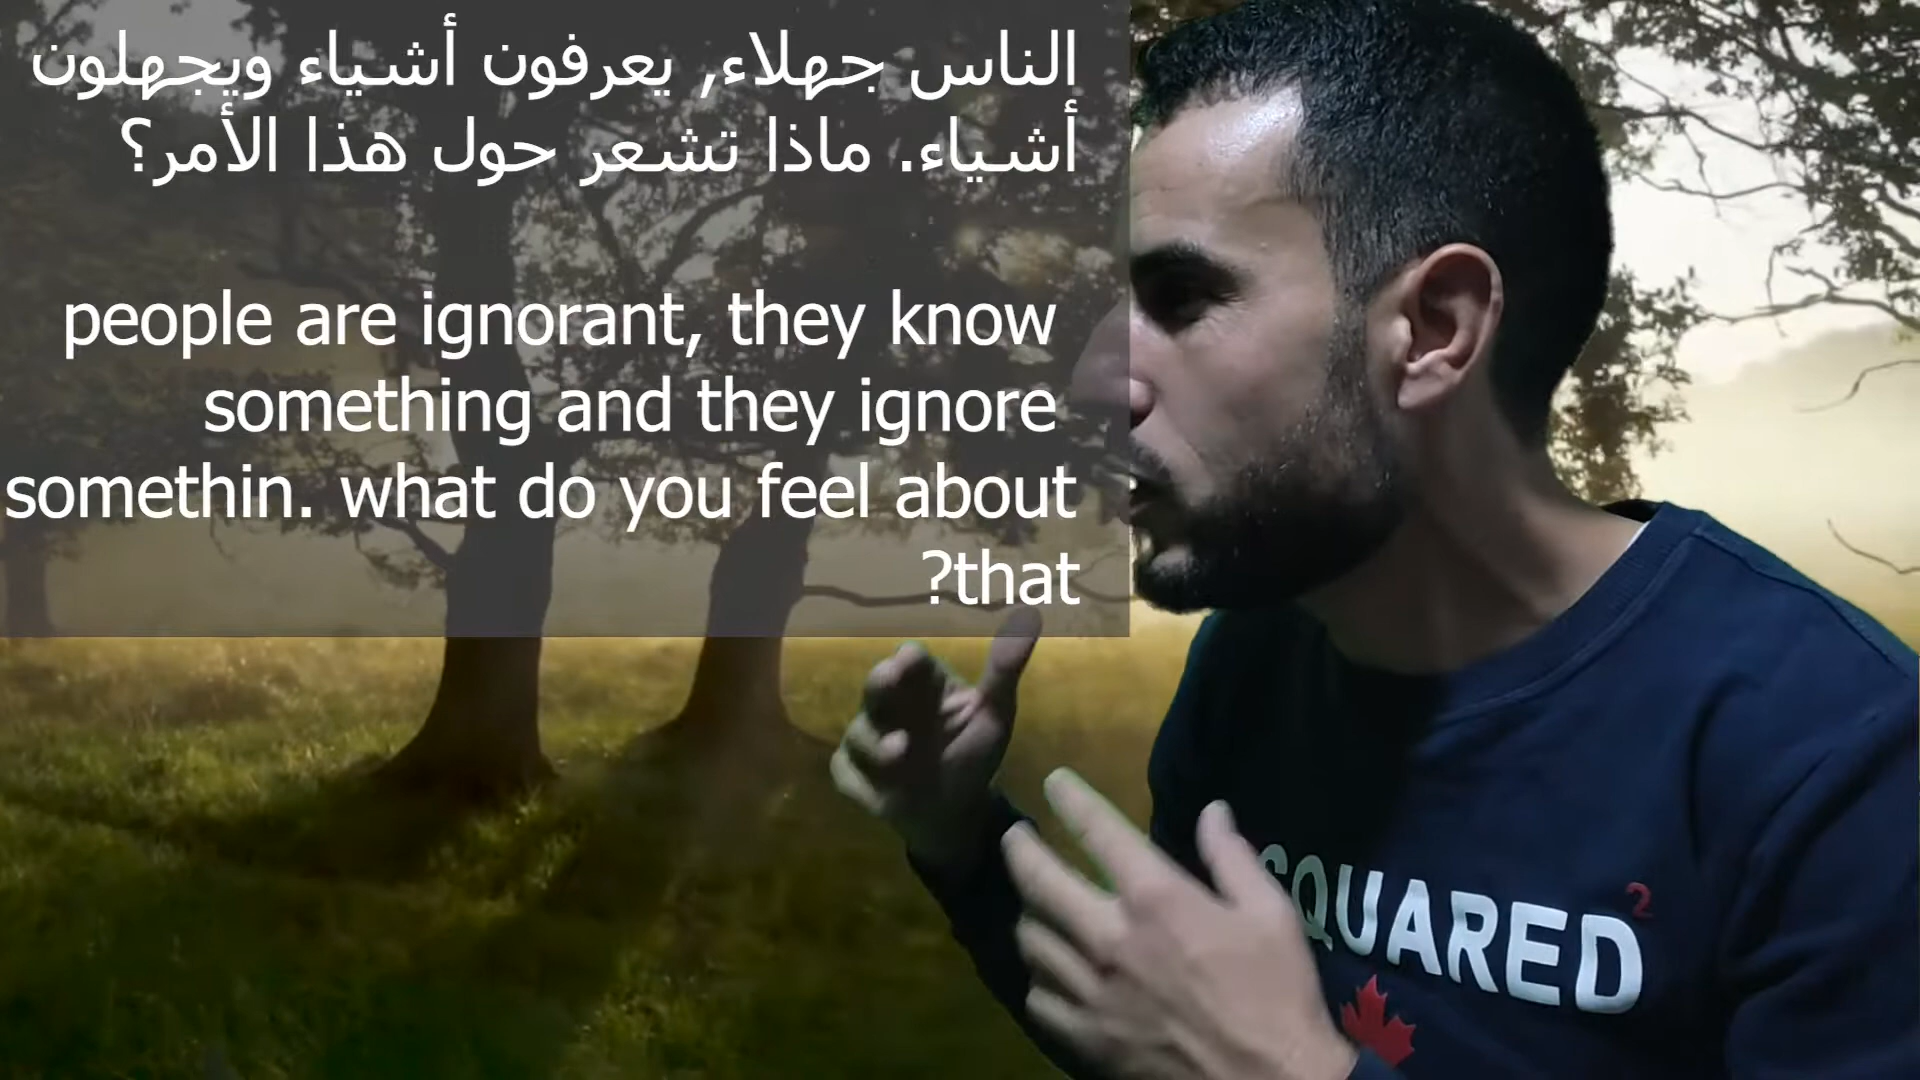 الناس جهلاء, يعرفون أشياء ويجهلون
أشياء. ماذا تشعر حول هذا الأمر؟
people are ignorant, they know
something and they ignore
somethin. what do you feel about
?that
SQUARED2